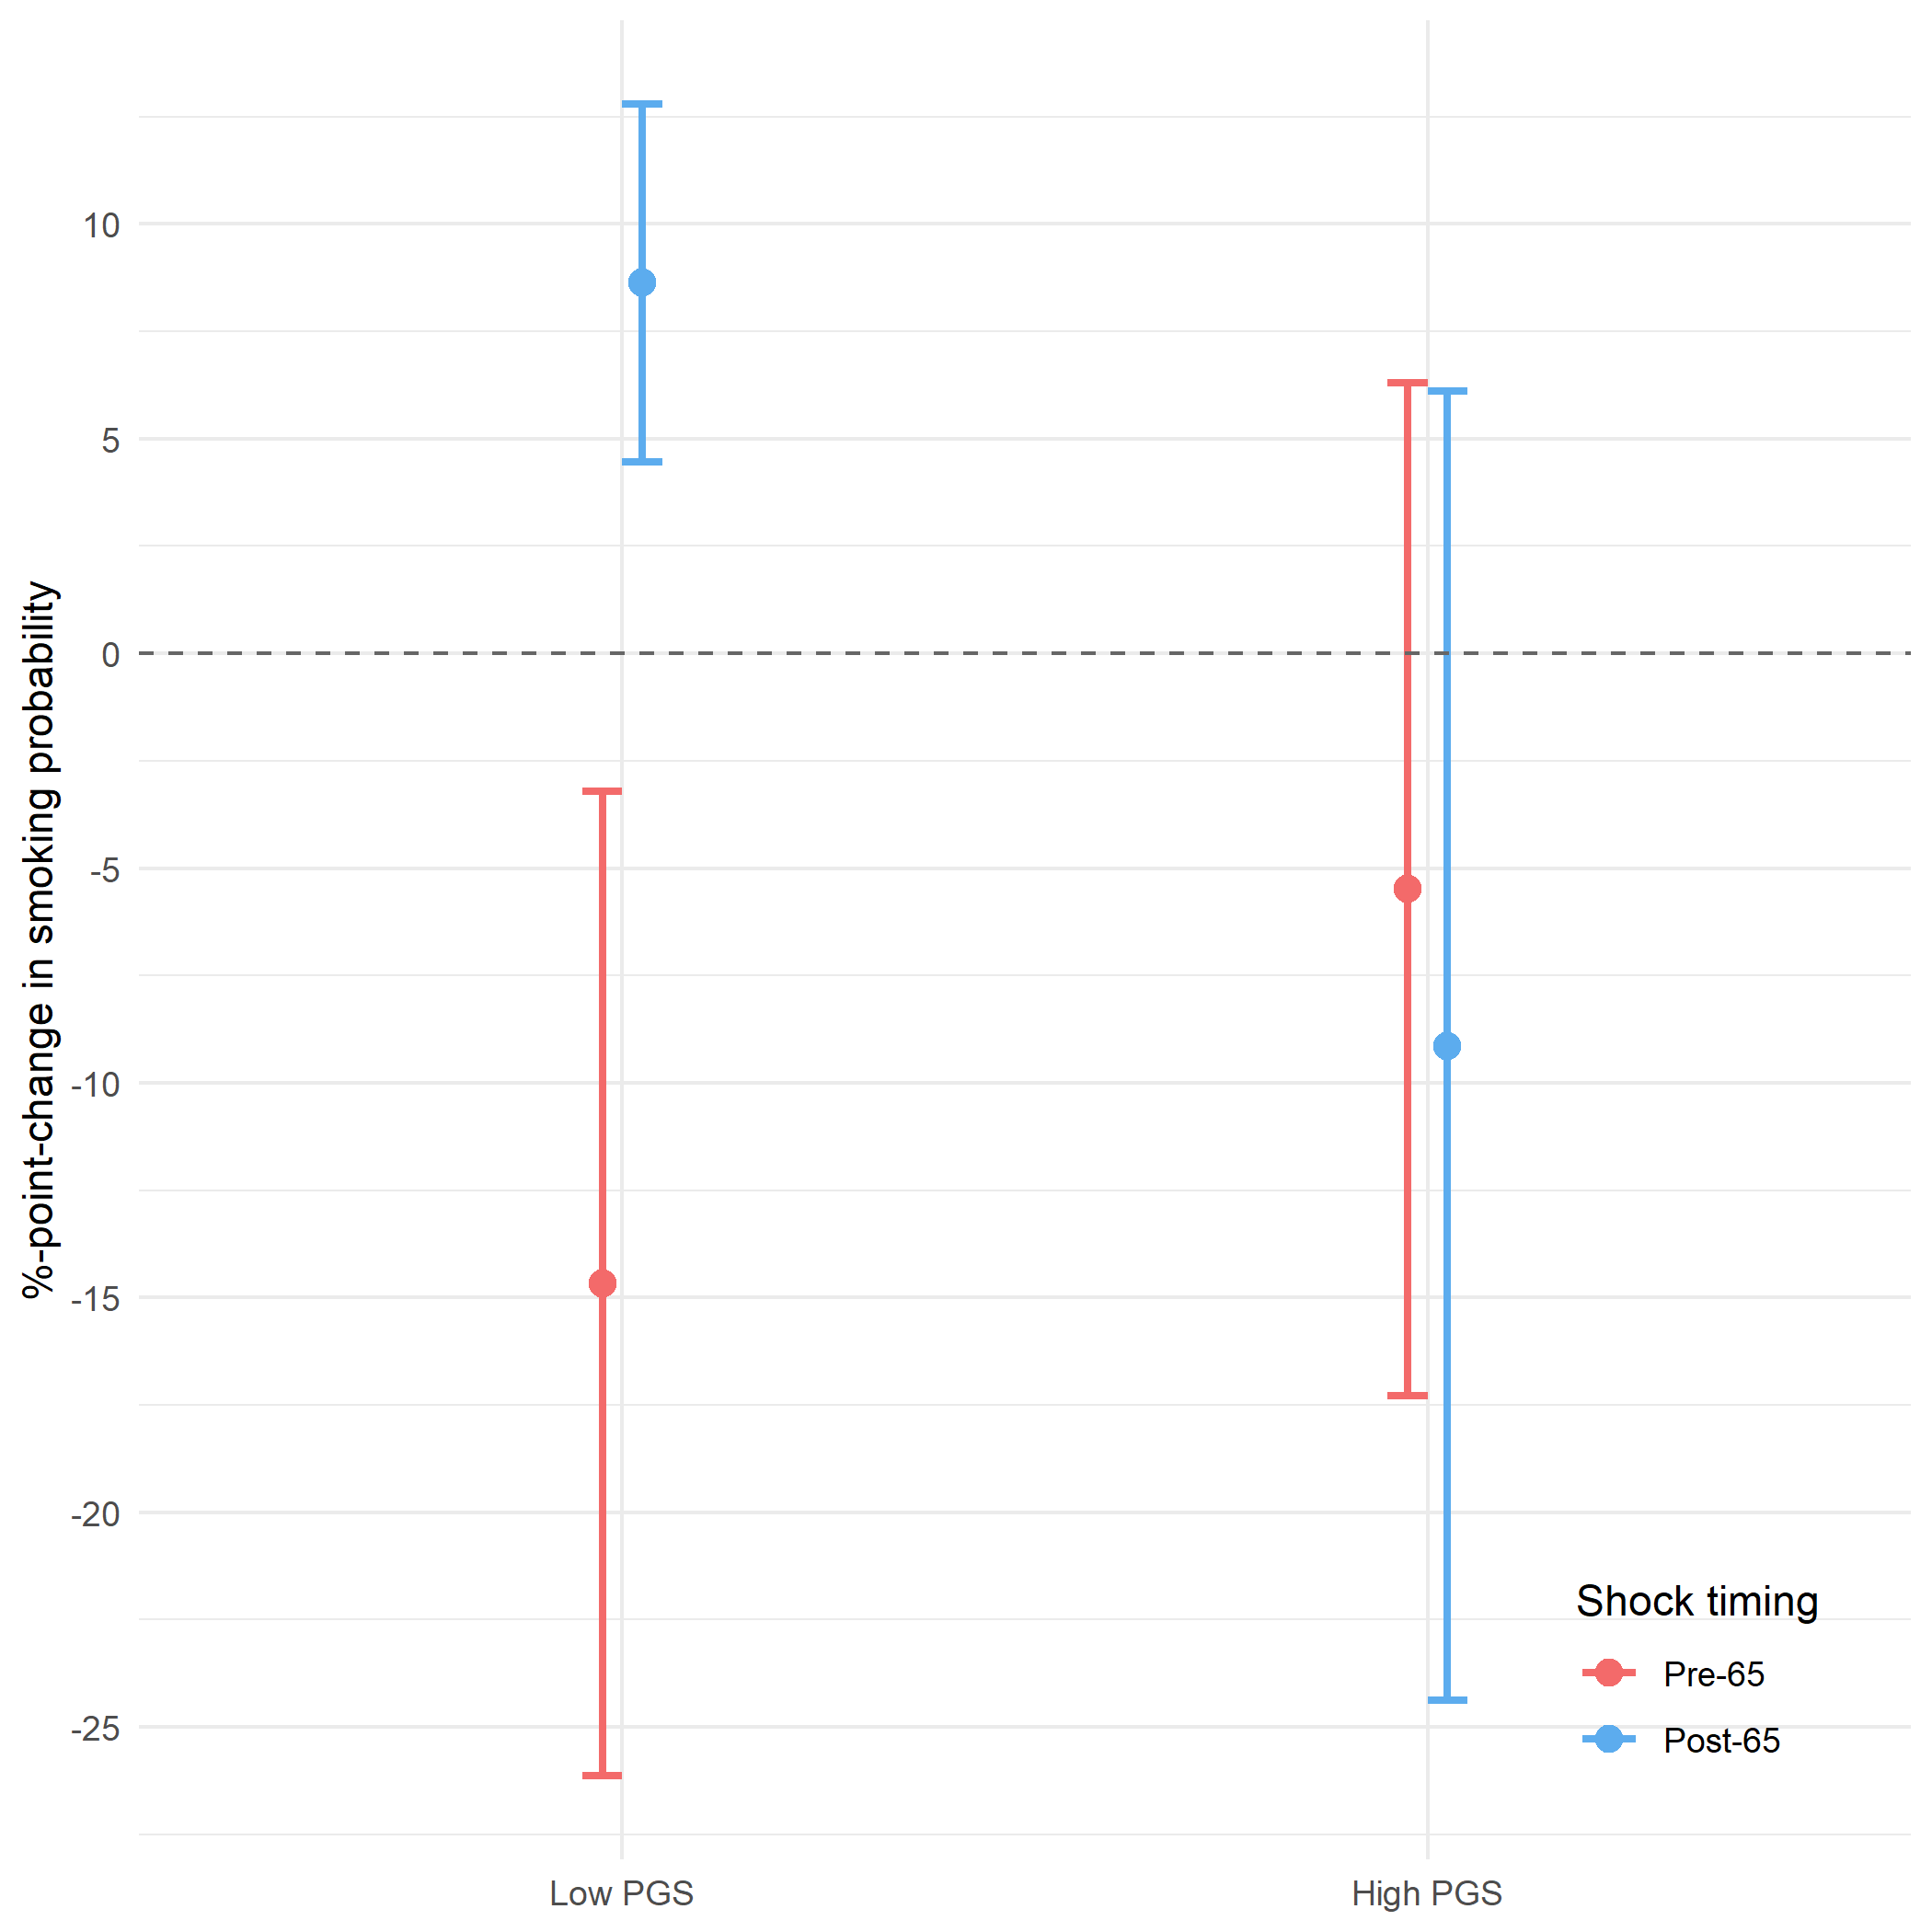 %-point-change in smoking probability
10
5
0
-5
-10
-15
-20
-25
Low PGS
High PGS
Shock timing
Pre-65
Post-65